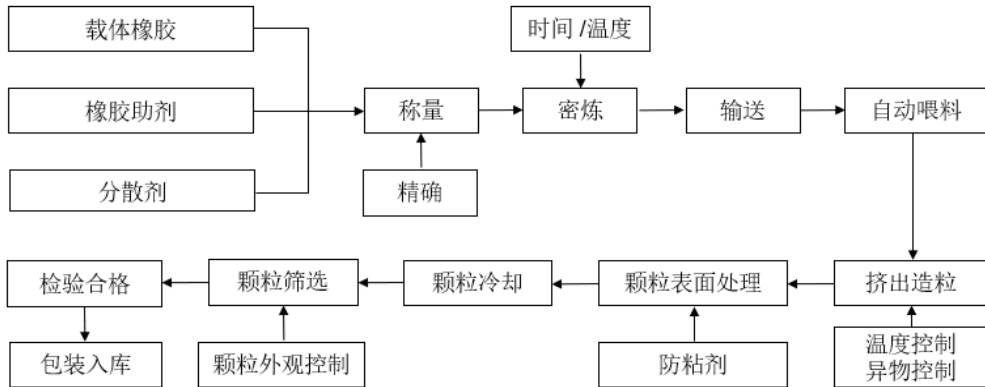 载体橡胶
时间/温度
橡胶助剂
称量
密炼
输送
自动喂料
分散剂
精确
检验合格
颗粒筛选
颗粒冷却
颗粒表面处理
挤出造粒
包装入库
颗粒外观控制
防粘剂
温度控制
异物控制